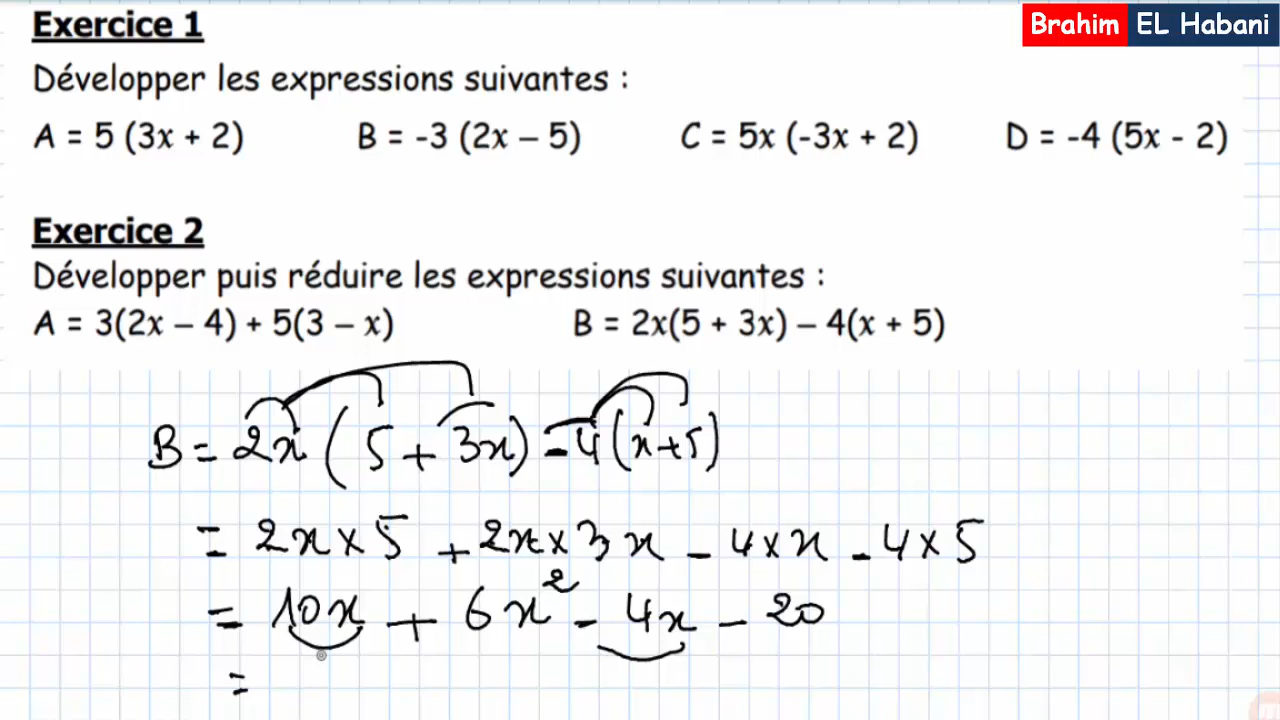 Exercice 1
Brahim EL Habani
Développer les expressions suivantes :
A = 5 (3x + 2) B = -3 (2x – 5) C = 5x (-3x + 2) D = -4 (5x - 2)
Exercice 2
Développer puis réduire les expressions suivantes :
A = 3(2x – 4) + 5(3 – x) B = 2x(5 + 3x) – 4(x + 5)
B = 2x ( 5 + 3x ) - 4 ( x + 5 )
= 2x × 5 + 2x × 3x - 4 × x - 4 × 5
= 10x + 6x² - 4x - 20
=